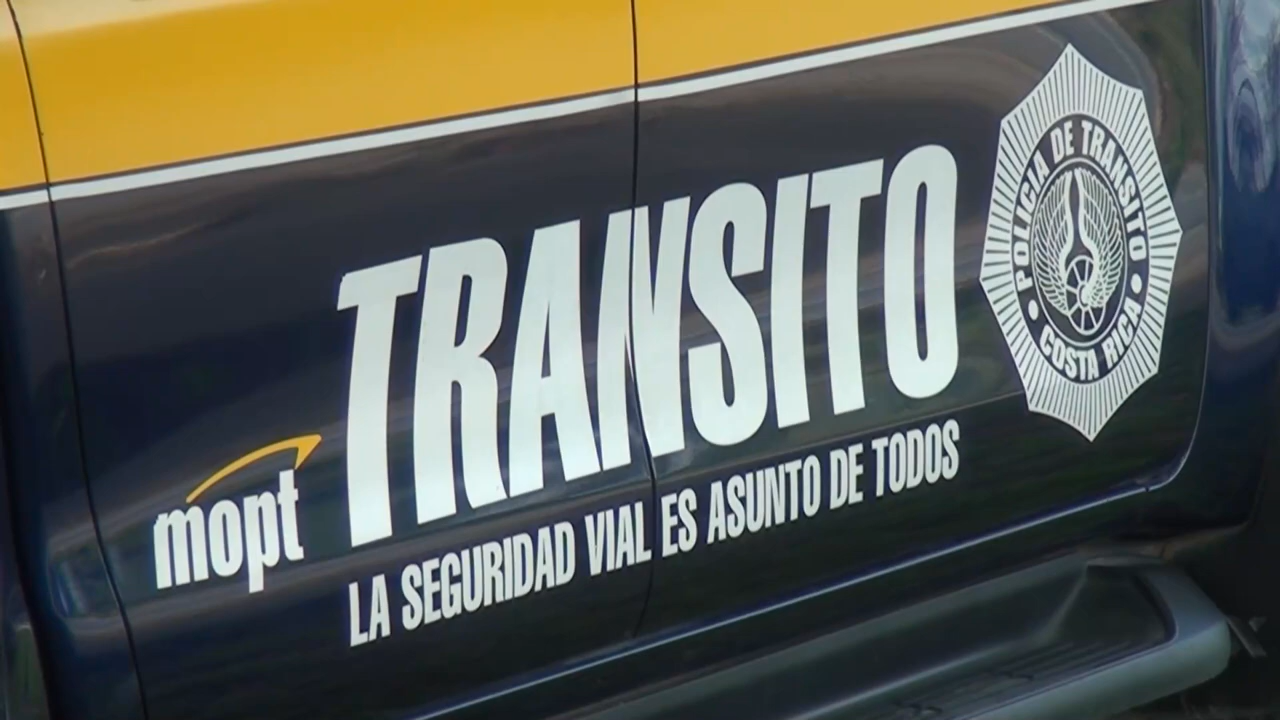 TRANSITO
mopt
LA SEGURIDAD VIAL ES ASUNTO DE TODOS
POLICIA DE TRANSITO
COSTA RICA